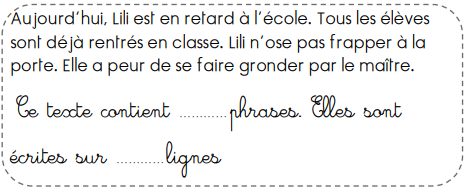 Aujourd'hui, Lili est en retard à l'école. Tous les élèves
sont déjà rentrés en classe. Lili n'ose pas frapper à la
porte. Elle a peur de se faire gronder par le maître.
Ce texte contient ............phrases. Elles sont
écrites sur ............lignes